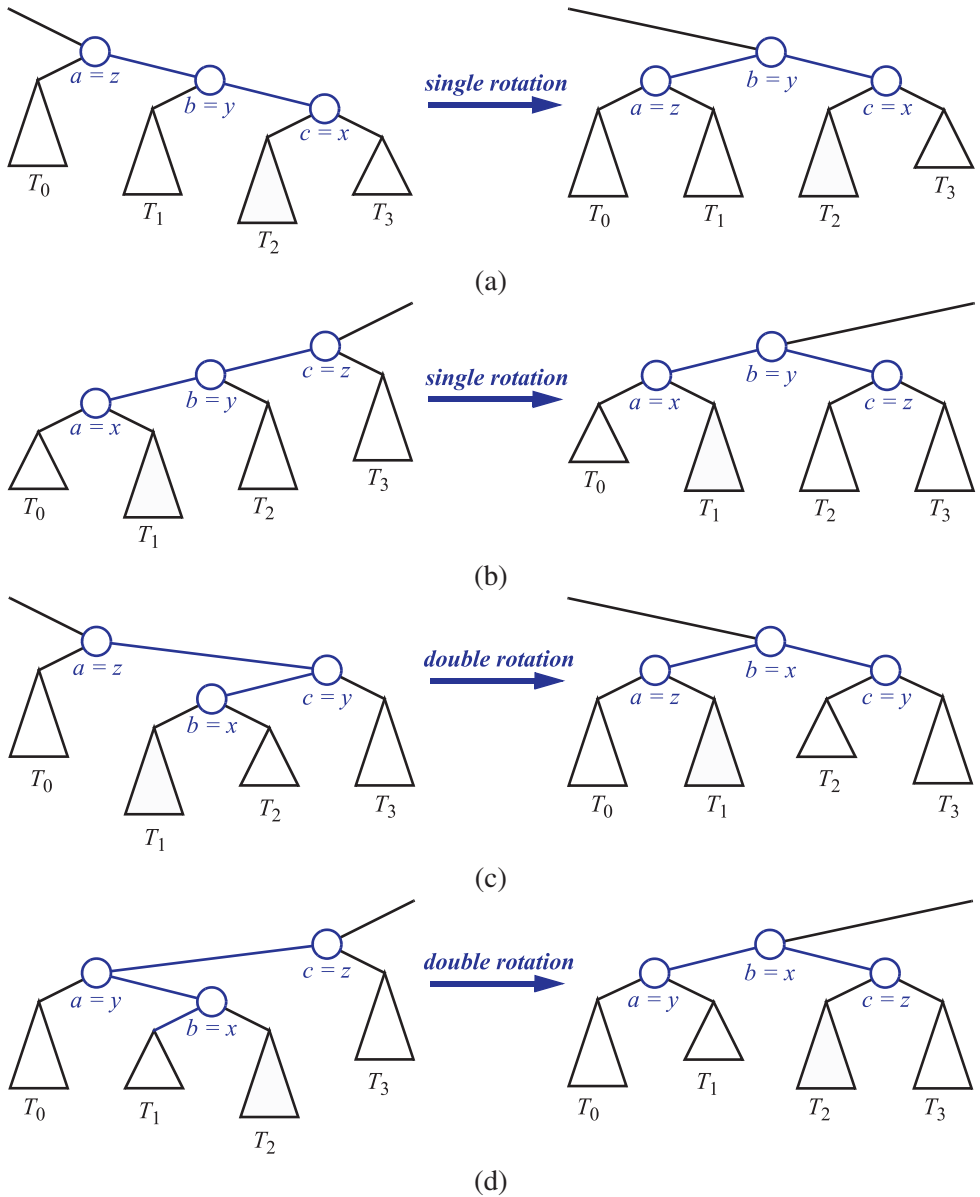 a = z
b = y
c = x
T0
T1
T2
T3
single rotation
b = y
a = z
c = x
T0
T1
T2
T3
(a)
c = z
b = y
a = x
T0
T1
T2
T3
single rotation
b = y
a = x
c = z
T0
T1
T2
T3
(b)
a = z
c = y
b = x
T0
T1
T2
T3
double rotation
b = x
a = z
c = y
T0
T1
T2
T3
(c)
c = z
a = y
b = x
T0
T1
T2
T3
double rotation
b = x
a = y
c = z
T0
T1
T2
T3
(d)